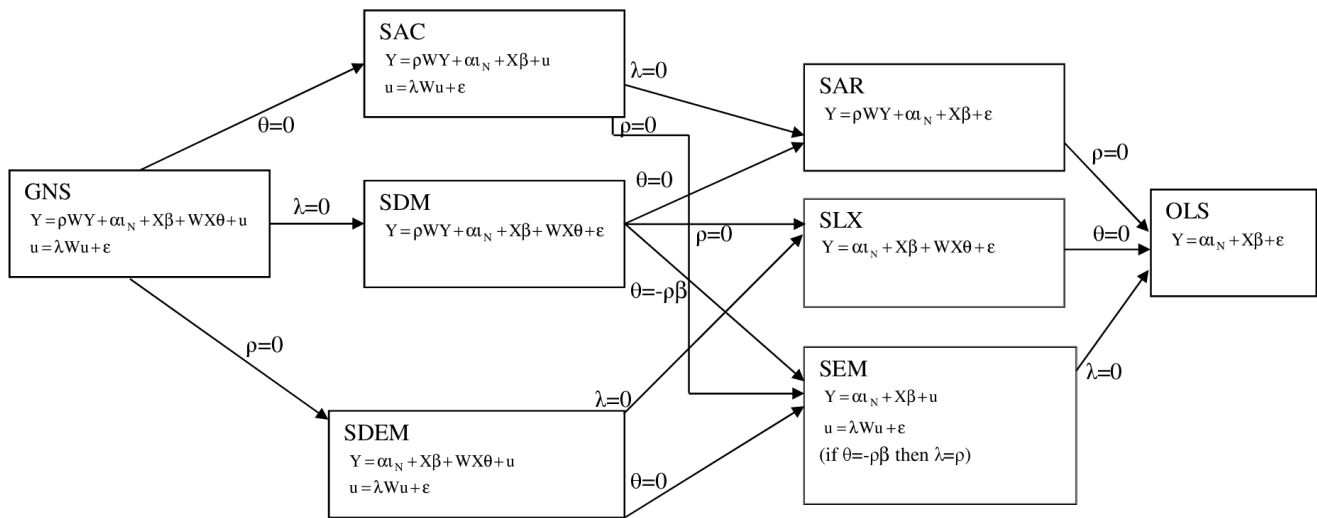 SAC
Y = ρWY + αι_N + Xβ + u
u = λWu + ε
θ=0
λ=0
ρ=0
SAR
Y = ρWY + αι_N + Xβ + ε
ρ=0
GNS
Y = ρWY + αι_N + Xβ + WXθ + u
u = λWu + ε
λ=0
SDM
Y = ρWY + αι_N + Xβ + WXθ + ε
θ=0
ρ=0
θ=-ρβ
SLX
Y = αι_N + Xβ + WXθ + ε
θ=0
OLS
Y = αι_N + Xβ + ε
ρ=0
SDEM
Y = αι_N + Xβ + WXθ + u
u = λWu + ε
λ=0
θ=0
SEM
Y = αι_N + Xβ + u
u = λWu + ε
(if θ=-ρβ then λ=ρ)
λ=0